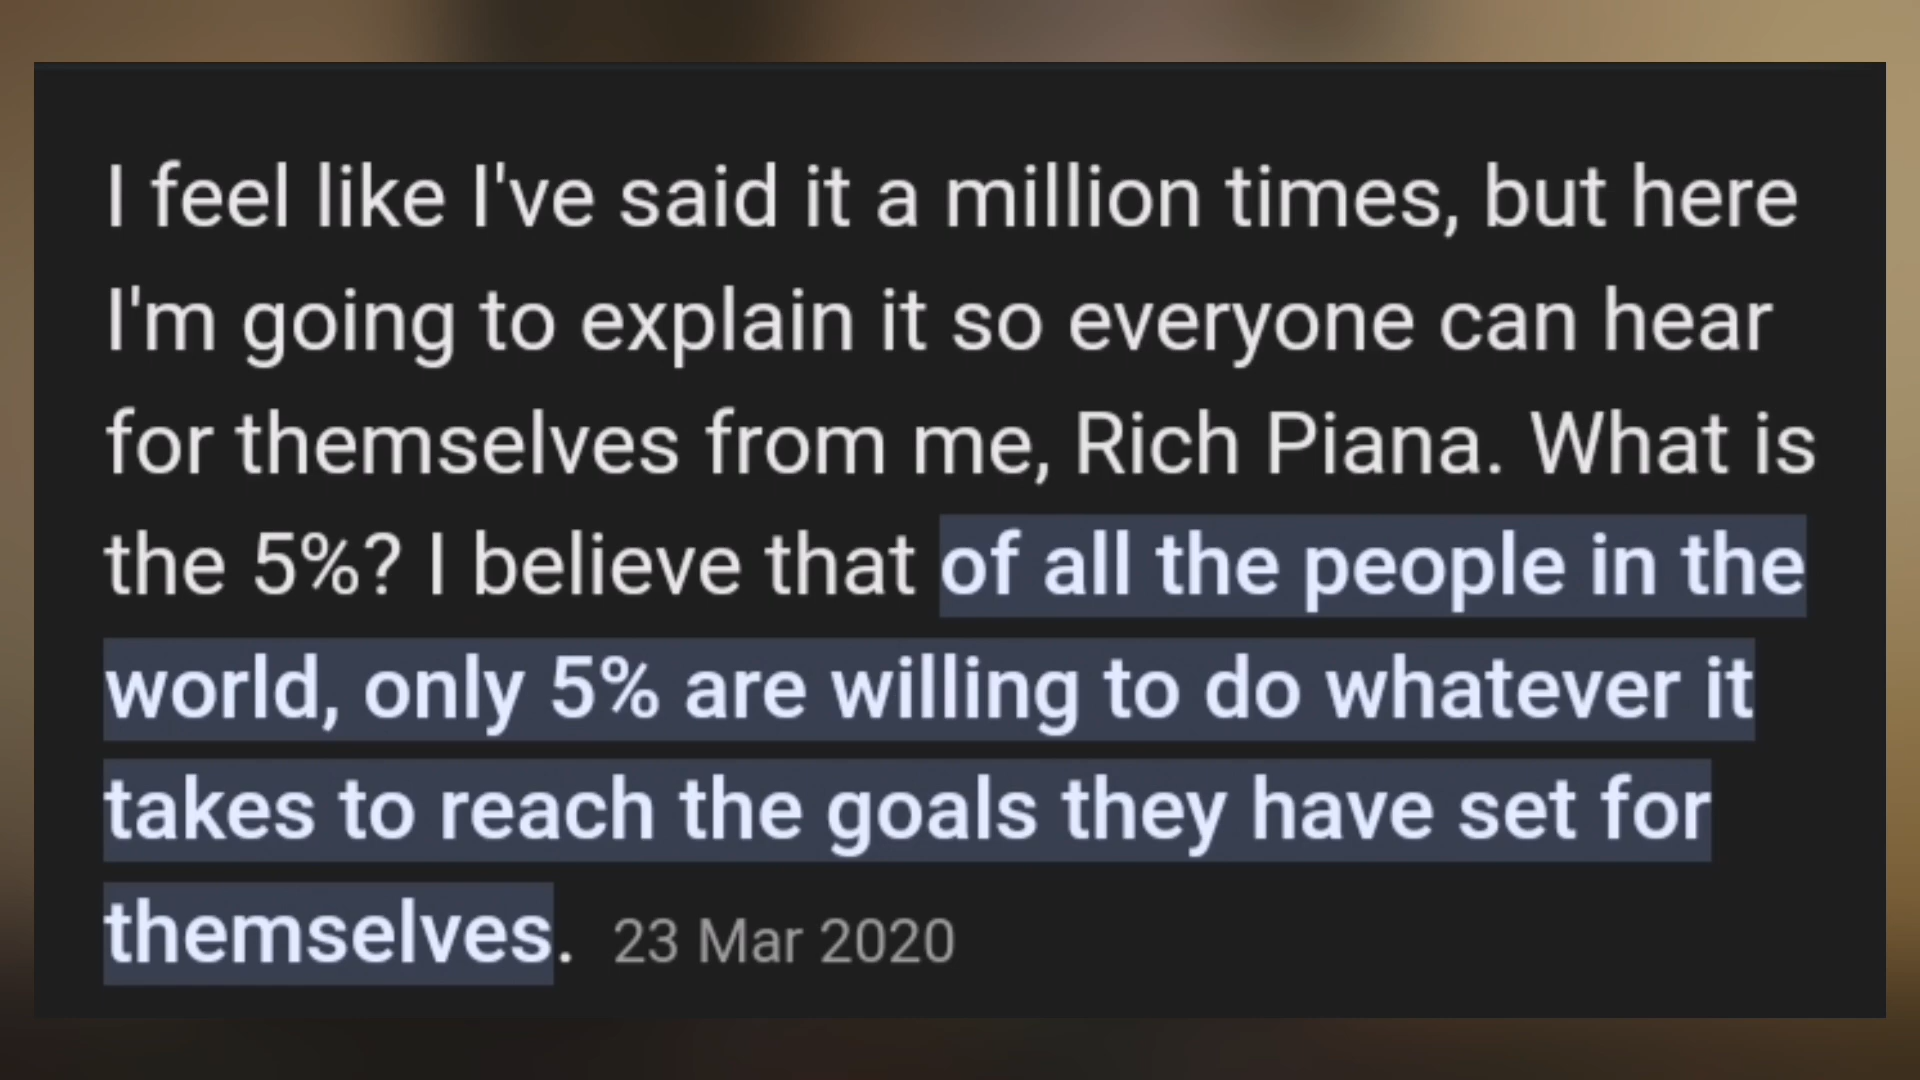 I feel like I've said it a million times, but here
I'm going to explain it so everyone can hear
for themselves from me, Rich Piana. What is
the 5%? I believe that of all the people in the
world, only 5% are willing to do whatever it
takes to reach the goals they have set for
themselves. 23 Mar 2020